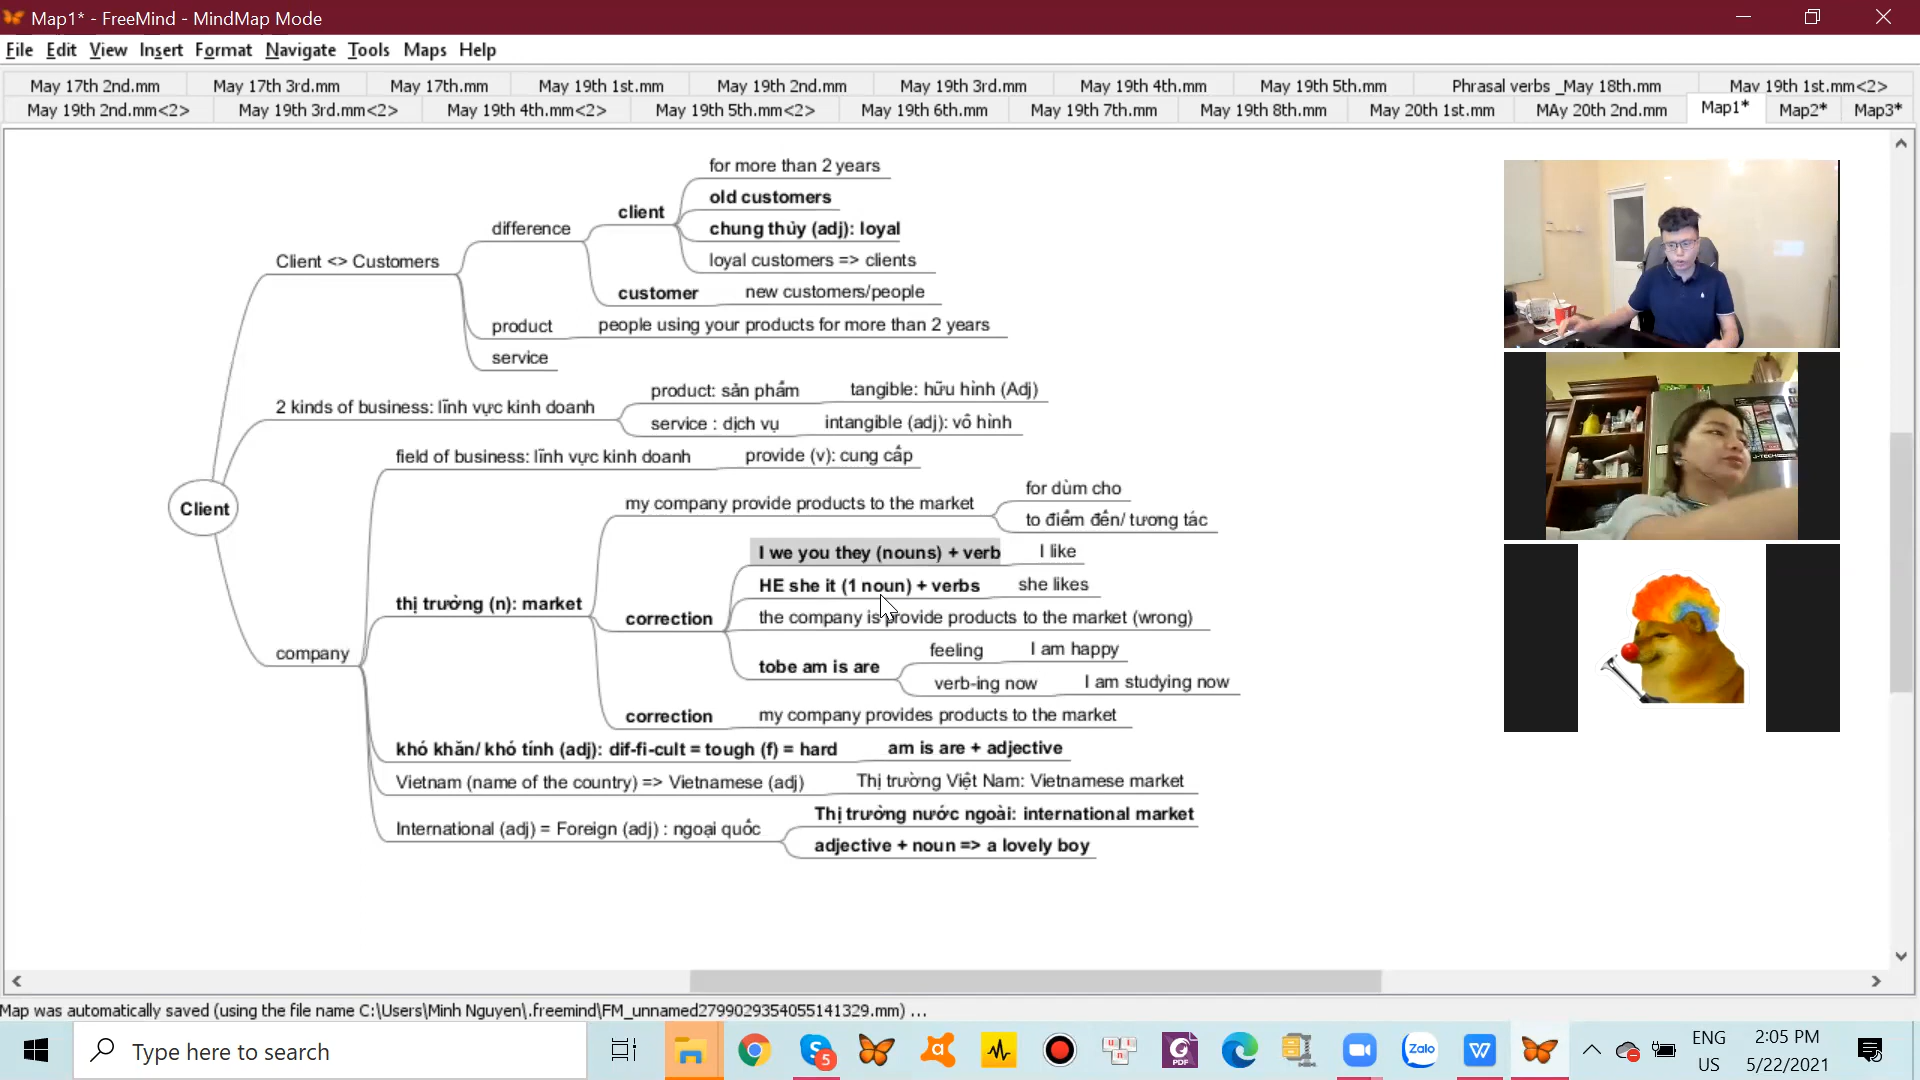 Map1* - FreeMind - MindMap Mode
File Edit View Insert Format Navigate Tools Maps Help
May 17th 2nd.mm May 17th 3rd.mm May 17th.mm May 19th 1st.mm May 19th 2nd.mm May 19th 3rd.mm May 19th 4th.mm May 19th 5th.mm Phrasal verbs _May 18th.mm May 19th 1st.mm<2>
May 19th 2nd.mm<2> May 19th 3rd.mm<2> May 19th 4th.mm<2> May 19th 5th.mm<2> May 19th 6th.mm May 19th 7th.mm May 19th 8th.mm May 20th 1st.mm MAy 20th 2nd.mm Map1* Map2* Map3*
for more than 2 years
old customers
client
chung thủy (adj): loyal
difference
loyal customers => clients
Client <> Customers
customer new customers/people
product people using your products for more than 2 years
service
product: sản phẩm tangible: hữu hình (Adj)
2 kinds of business: lĩnh vực kinh doanh
service : dịch vụ intangible (adj): vô hình
field of business: lĩnh vực kinh doanh provide (v): cung cấp
for dùm cho
my company provide products to the market
Client
to điểm đến/ tương tác
I we you they (nouns) + verb I like
HE she it (1 noun) + verbs she likes
thị trường (n): market
correction the company is provide products to the market (wrong)
feeling I am happy
company
tobe am is are
verb-ing now I am studying now
correction my company provides products to the market
khó khăn/ khó tính (adj): dif-fi-cult = tough (f) = hard am is are + adjective
Vietnam (name of the country) => Vietnamese (adj) Thị trường Việt Nam: Vietnamese market
Thị trường nước ngoài: international market
International (adj) = Foreign (adj) : ngoại quốc
adjective + noun => a lovely boy
J-TECH
Map was automatically saved (using the file name C:\Users\Minh Nguyen\.freemind\FM_unnamed2799029354055141329.mm) ...
Type here to search
5
PDF
Zalo
ENG
US
2:05 PM
5/22/2021